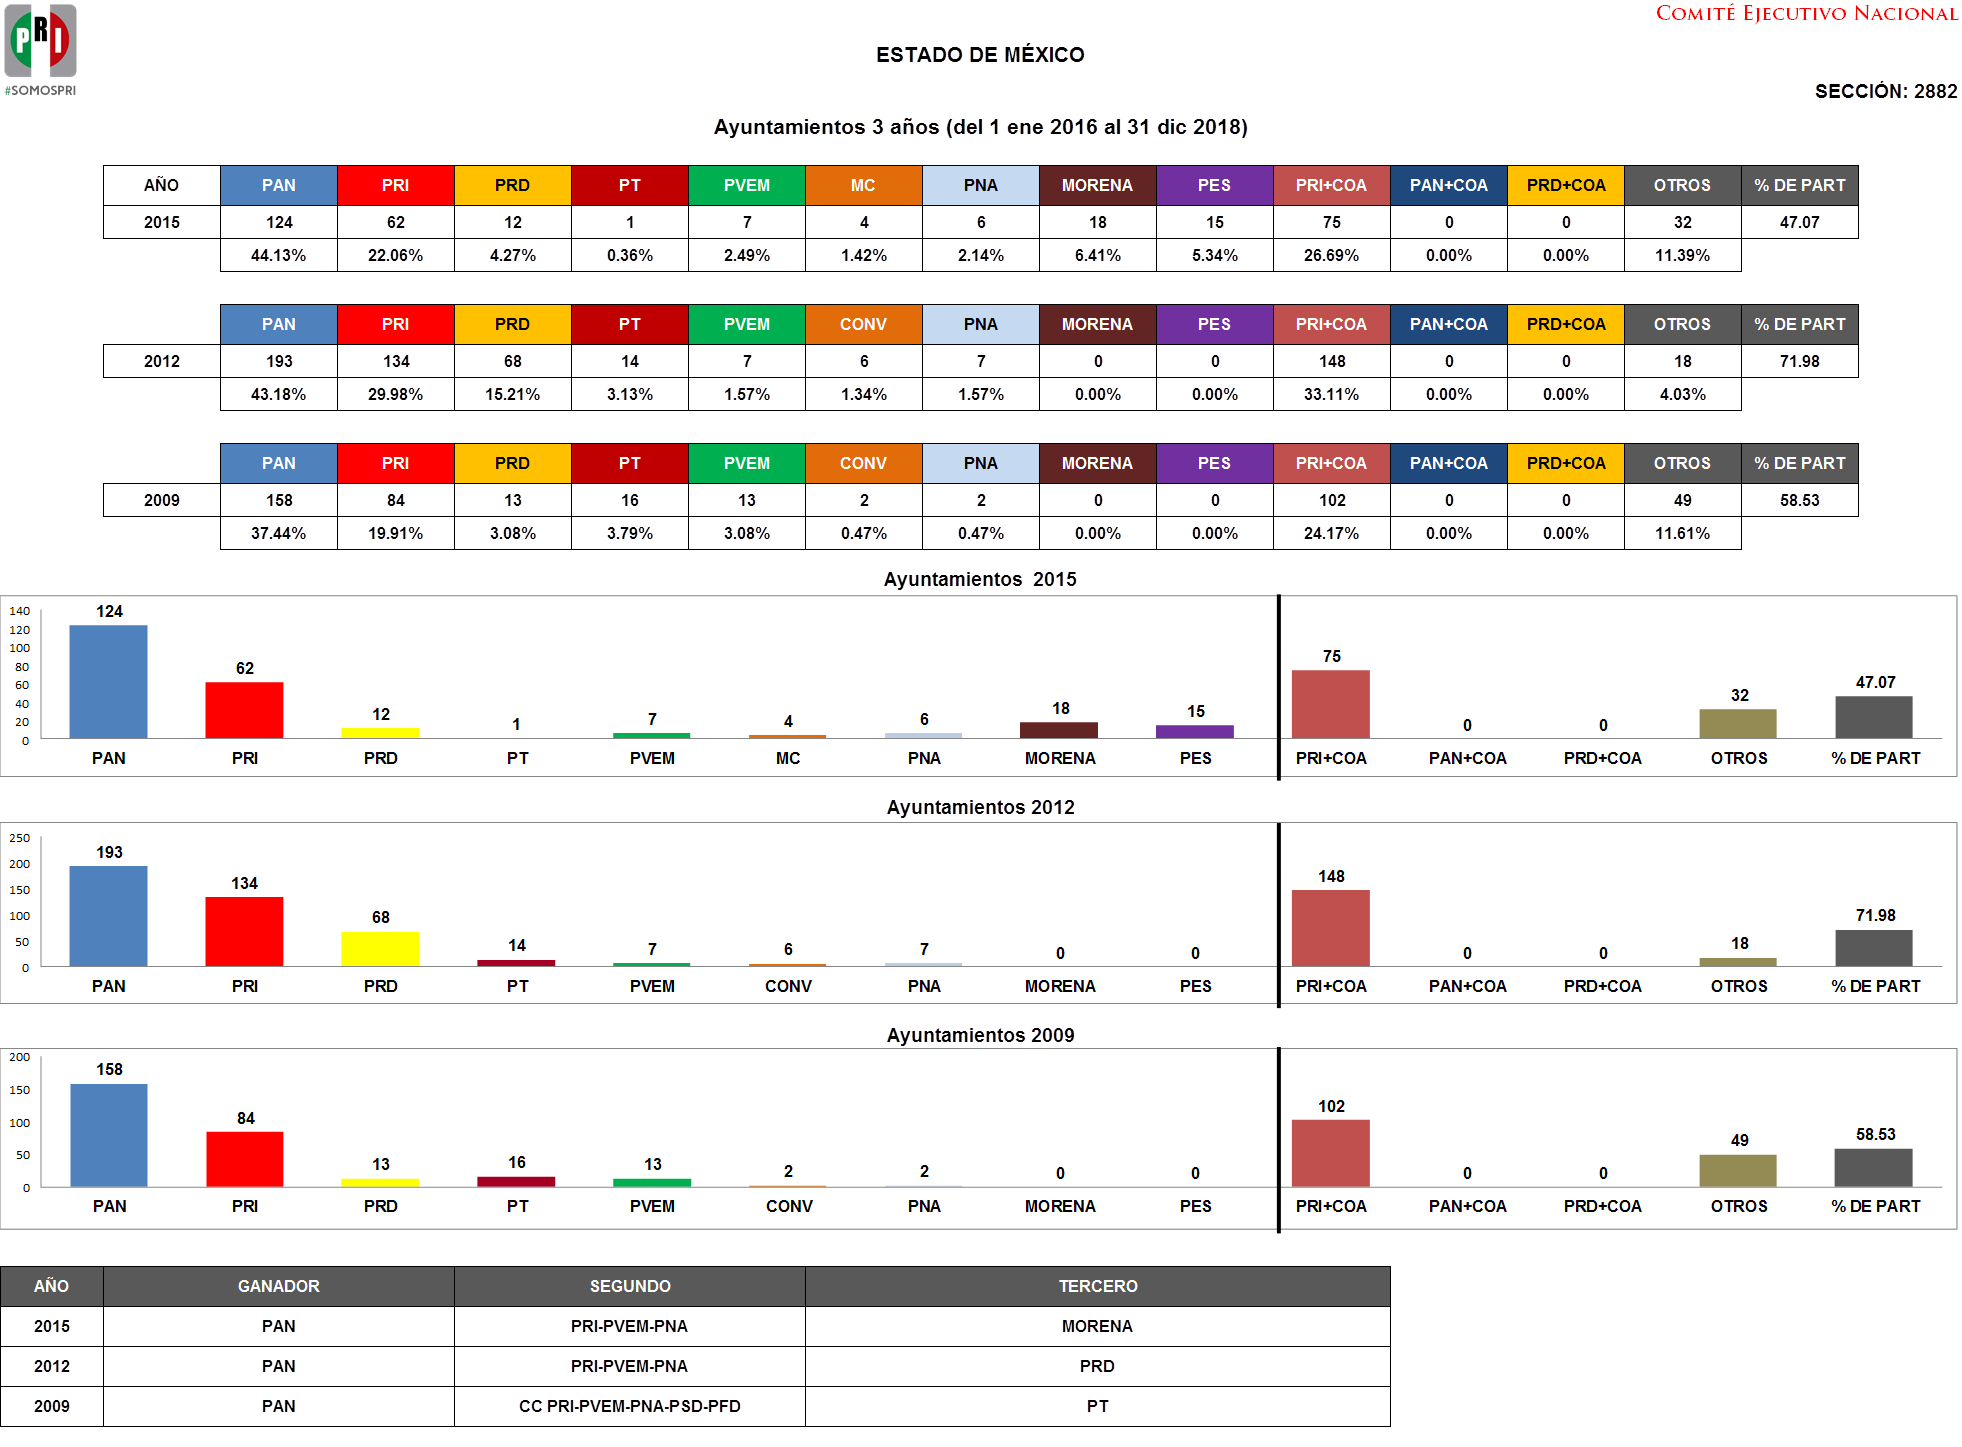 PRI
#SOMOSPRI
COMITÉ EJECUTIVO NACIONAL
ESTADO DE MÉXICO
SECCIÓN: 2882
Ayuntamientos 3 años (del 1 ene 2016 al 31 dic 2018)
AÑO PAN PRI PRD PT PVEM MC PNA MORENA PES PRI+COA PAN+COA PRD+COA OTROS % DE PART
2015 124 62 12 1 7 4 6 18 15 75 0 0 32 47.07
44.13% 22.06% 4.27% 0.36% 2.49% 1.42% 2.14% 6.41% 5.34% 26.69% 0.00% 0.00% 11.39%
PAN PRI PRD PT PVEM CONV PNA MORENA PES PRI+COA PAN+COA PRD+COA OTROS % DE PART
2012 193 134 68 14 7 6 7 0 0 148 0 0 18 71.98
43.18% 29.98% 15.21% 3.13% 1.57% 1.34% 1.57% 0.00% 0.00% 33.11% 0.00% 0.00% 4.03%
PAN PRI PRD PT PVEM CONV PNA MORENA PES PRI+COA PAN+COA PRD+COA OTROS % DE PART
2009 158 84 13 16 13 2 2 0 0 102 0 0 49 58.53
37.44% 19.91% 3.08% 3.79% 3.08% 0.47% 0.47% 0.00% 0.00% 24.17% 0.00% 0.00% 11.61%
Ayuntamientos 2015
140
120
100
80
60
40
20
0
124 62 12 1 7 4 6 18 15 75 0 0 32 47.07
PAN PRI PRD PT PVEM MC PNA MORENA PES PRI+COA PAN+COA PRD+COA OTROS % DE PART
Ayuntamientos 2012
250
200
150
100
50
0
193 134 68 14 7 6 7 0 0 148 0 0 18 71.98
PAN PRI PRD PT PVEM CONV PNA MORENA PES PRI+COA PAN+COA PRD+COA OTROS % DE PART
Ayuntamientos 2009
200
150
100
50
0
158 84 13 16 13 2 2 0 0 102 0 0 49 58.53
PAN PRI PRD PT PVEM CONV PNA MORENA PES PRI+COA PAN+COA PRD+COA OTROS % DE PART
AÑO GANADOR SEGUNDO TERCERO
2015 PAN PRI-PVEM-PNA MORENA
2012 PAN PRI-PVEM-PNA PRD
2009 PAN CC PRI-PVEM-PNA-PSD-PFD PT